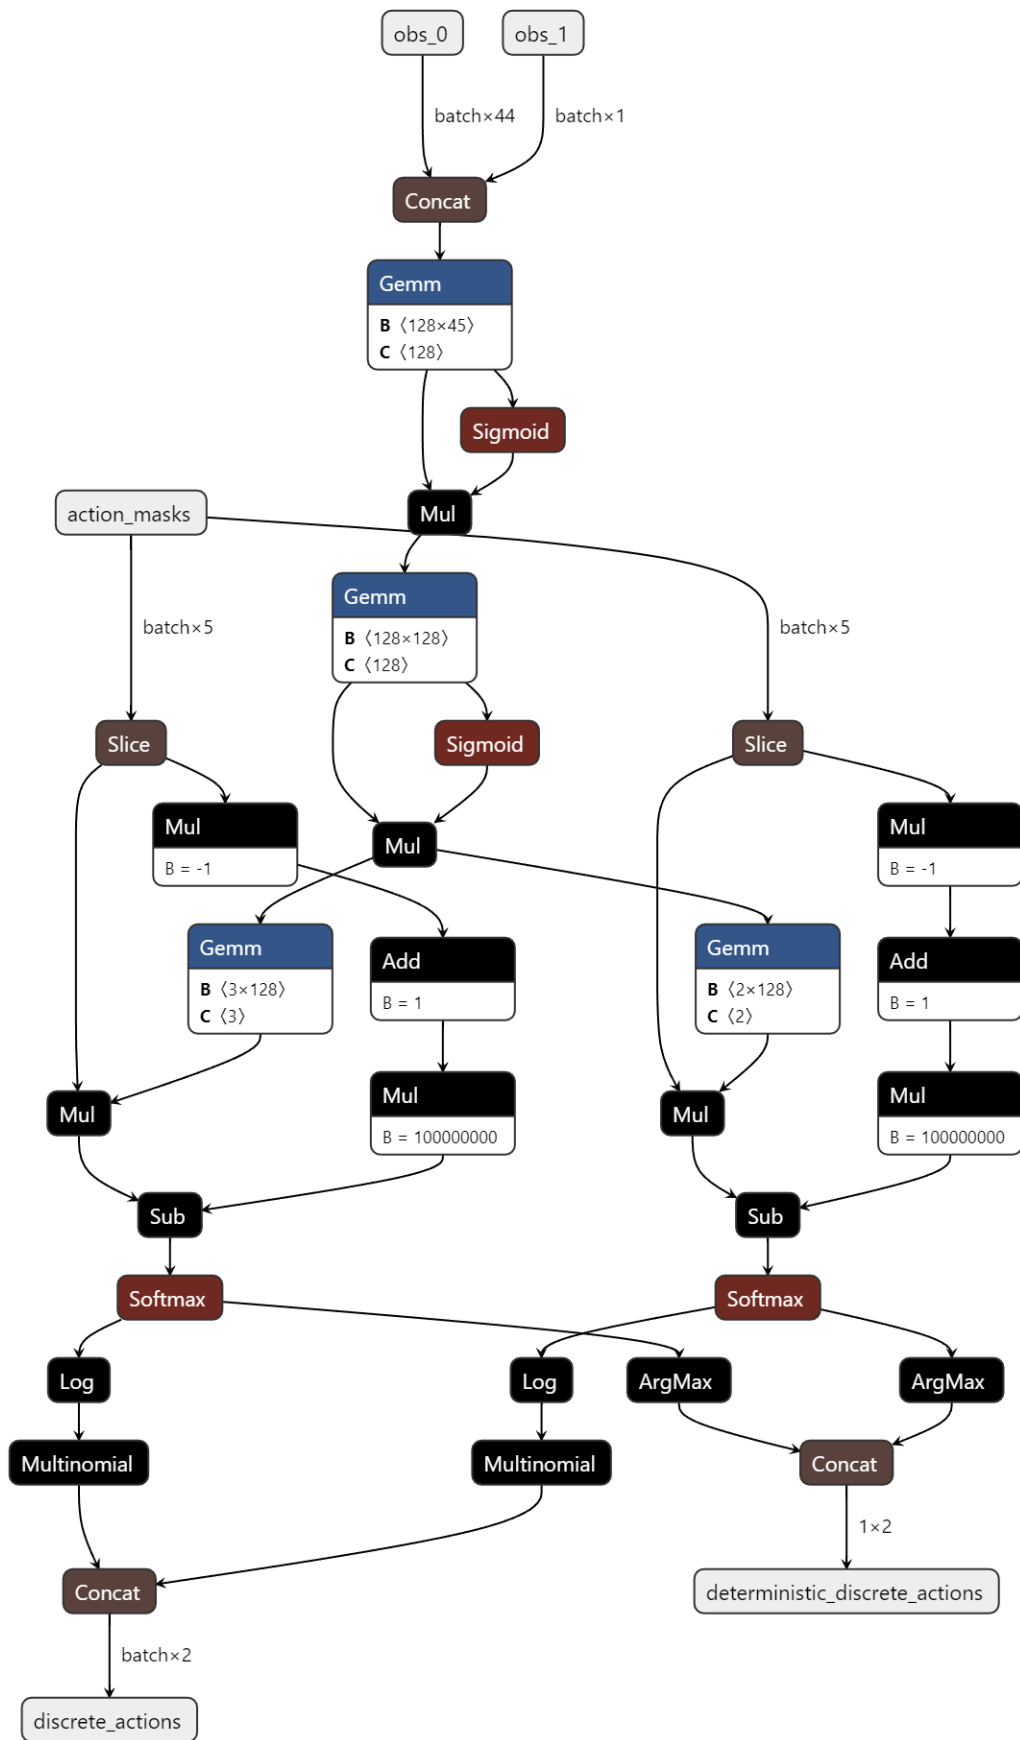 obs_0
obs_1
batch×44
batch×1
Concat
Gemm
B 〈128×45〉
C 〈128〉
Sigmoid
action_masks
Mul
Gemm
B 〈128×128〉
C 〈128〉
batch×5
batch×5
Slice
Sigmoid
Slice
Mul
B = -1
Mul
Mul
B = -1
Gemm
B 〈3×128〉
C 〈3〉
Add
B = 1
Gemm
B 〈2×128〉
C 〈2〉
Add
B = 1
Mul
Mul
B = 100000000
Mul
Mul
B = 100000000
Sub
Sub
Softmax
Softmax
Log
Log
ArgMax
ArgMax
Multinomial
Multinomial
Concat
1×2
Concat
deterministic_discrete_actions
batch×2
discrete_actions